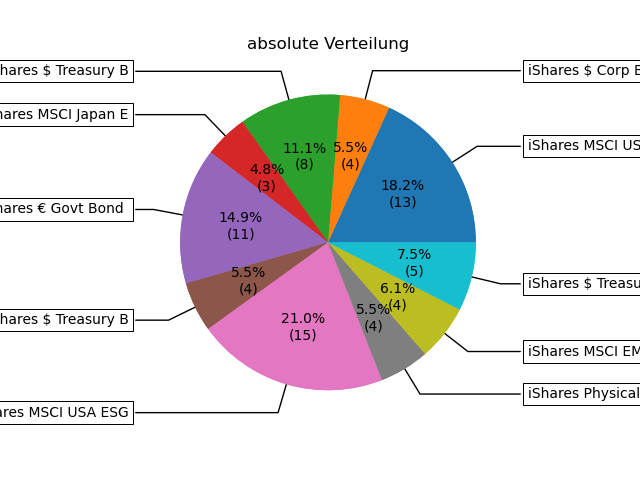 absolute Verteilung
hares $ Treasury B
iShares $ Corp
hares MSCI Japan E
11.1%
(8)
5.5%
(4)
iShares MSCI US
4.8%
(3)
18.2%
(13)
hares € Govt Bond
14.9%
(11)
7.5%
(5)
5.5%
(4)
iShares $ Treasu
6.1%
(4)
hares $ Treasury B
21.0%
(15)
5.5%
(4)
iShares MSCI EM
iShares Physical
ares MSCI USA ESG